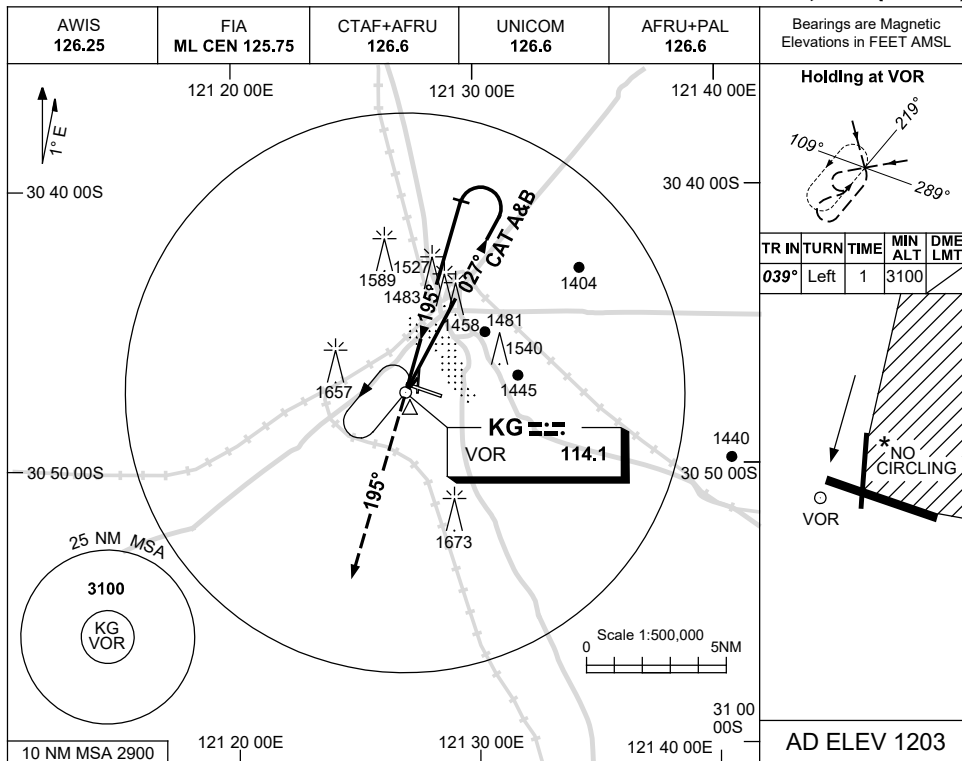 AWIS
126.25
FIA
ML CEN 125.75
CTAF+AFRU
126.6
UNICOM
126.6
AFRU+PAL
126.6
Bearings are Magnetic
Elevations in FEET AMSL
121 20 00E
121 30 00E
121 40 00E
1° E
30 40 00S
30 40 00S
Holding at VOR
219°
109°
289°
TR IN TURN TIME MIN ALT DME LMT
039° Left 1 3100
CAT A&B
027°
195°
1589
1527
1483
1458
1481
1404
1540
1445
1657
KG
VOR 114.1
1440
30 50 00S
30 50 00S
195°
1673
*NO
CIRCLING
VOR
25 NM MSA
3100
KG
VOR
Scale 1:500,000
0 5NM
31 00
00S
121 20 00E
121 30 00E
121 40 00E
10 NM MSA 2900
AD ELEV 1203